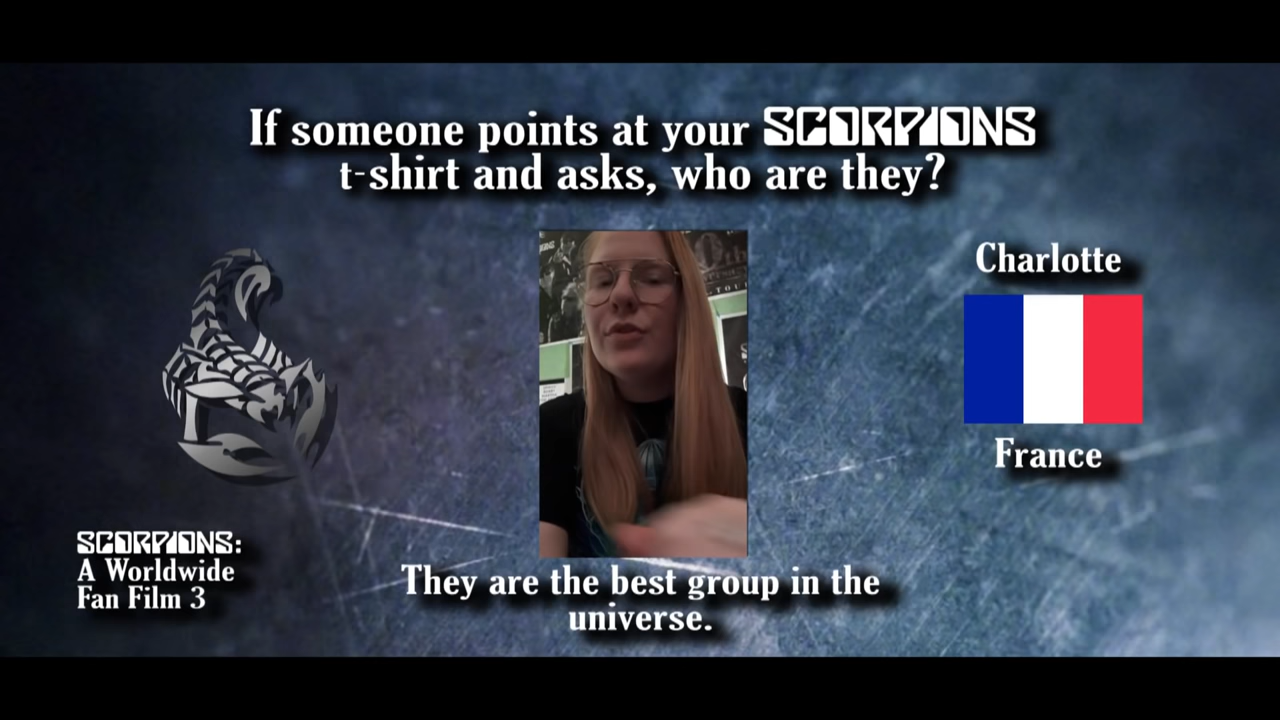 If someone points at your SCORPIONS
t-shirt and asks, who are they?
Charlotte
France
SCORPIONS:
A Worldwide
Fan Film 3
They are the best group in the
universe.